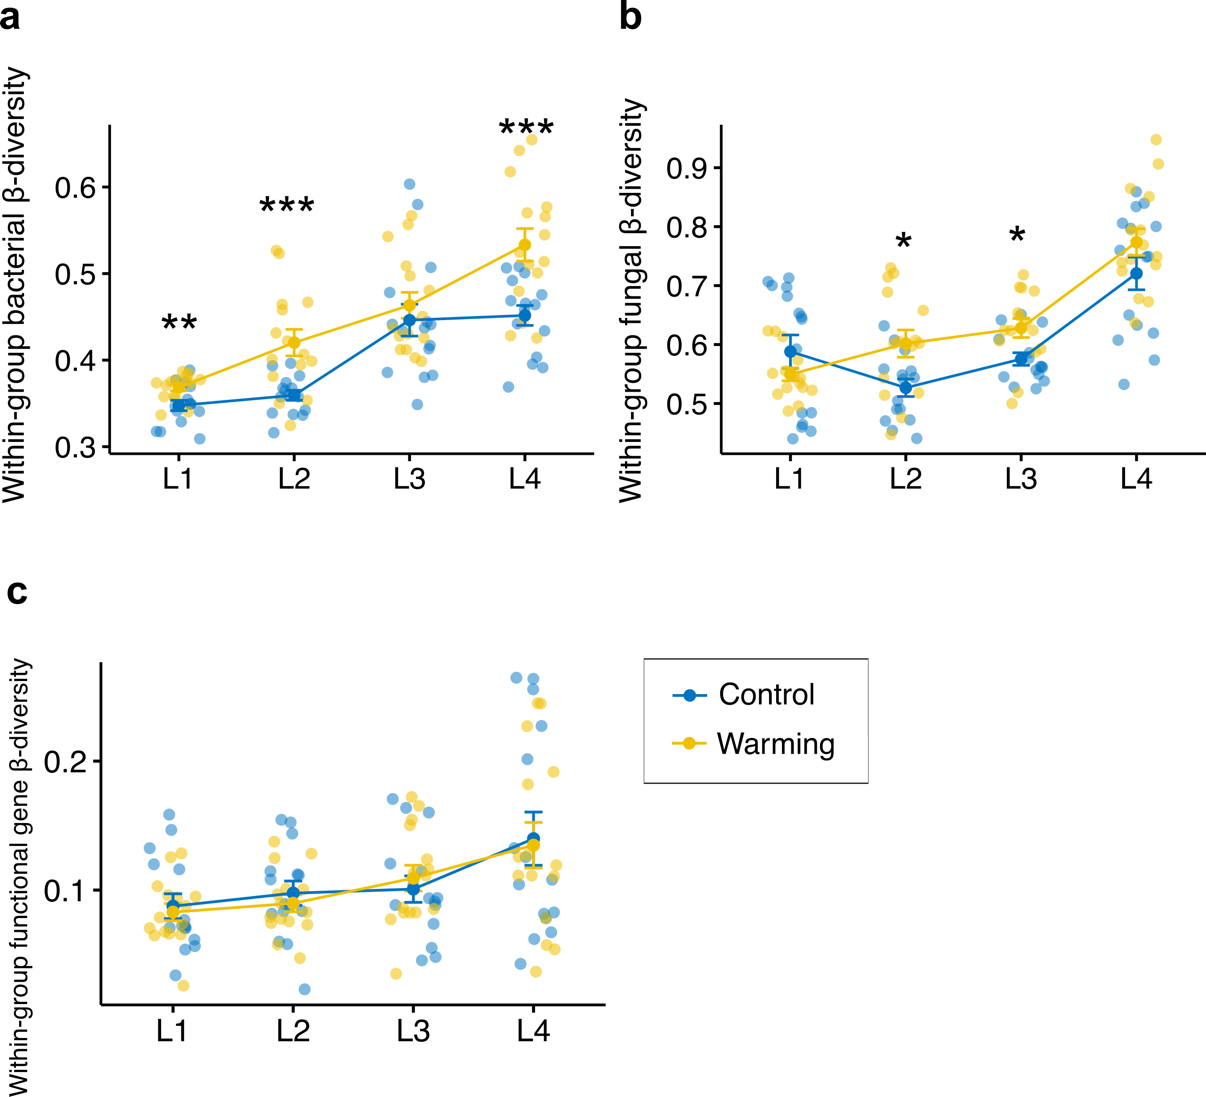 a
Within-group bacterial β-diversity
0.6
0.5
0.4
0.3
**
***
***
L1 L2 L3 L4
b
Within-group fungal β-diversity
0.9
0.8
0.7
0.6
0.5
*
*
L1 L2 L3 L4
c
Within-group functional gene β-diversity
0.2
0.1
L1 L2 L3 L4
Control
Warming